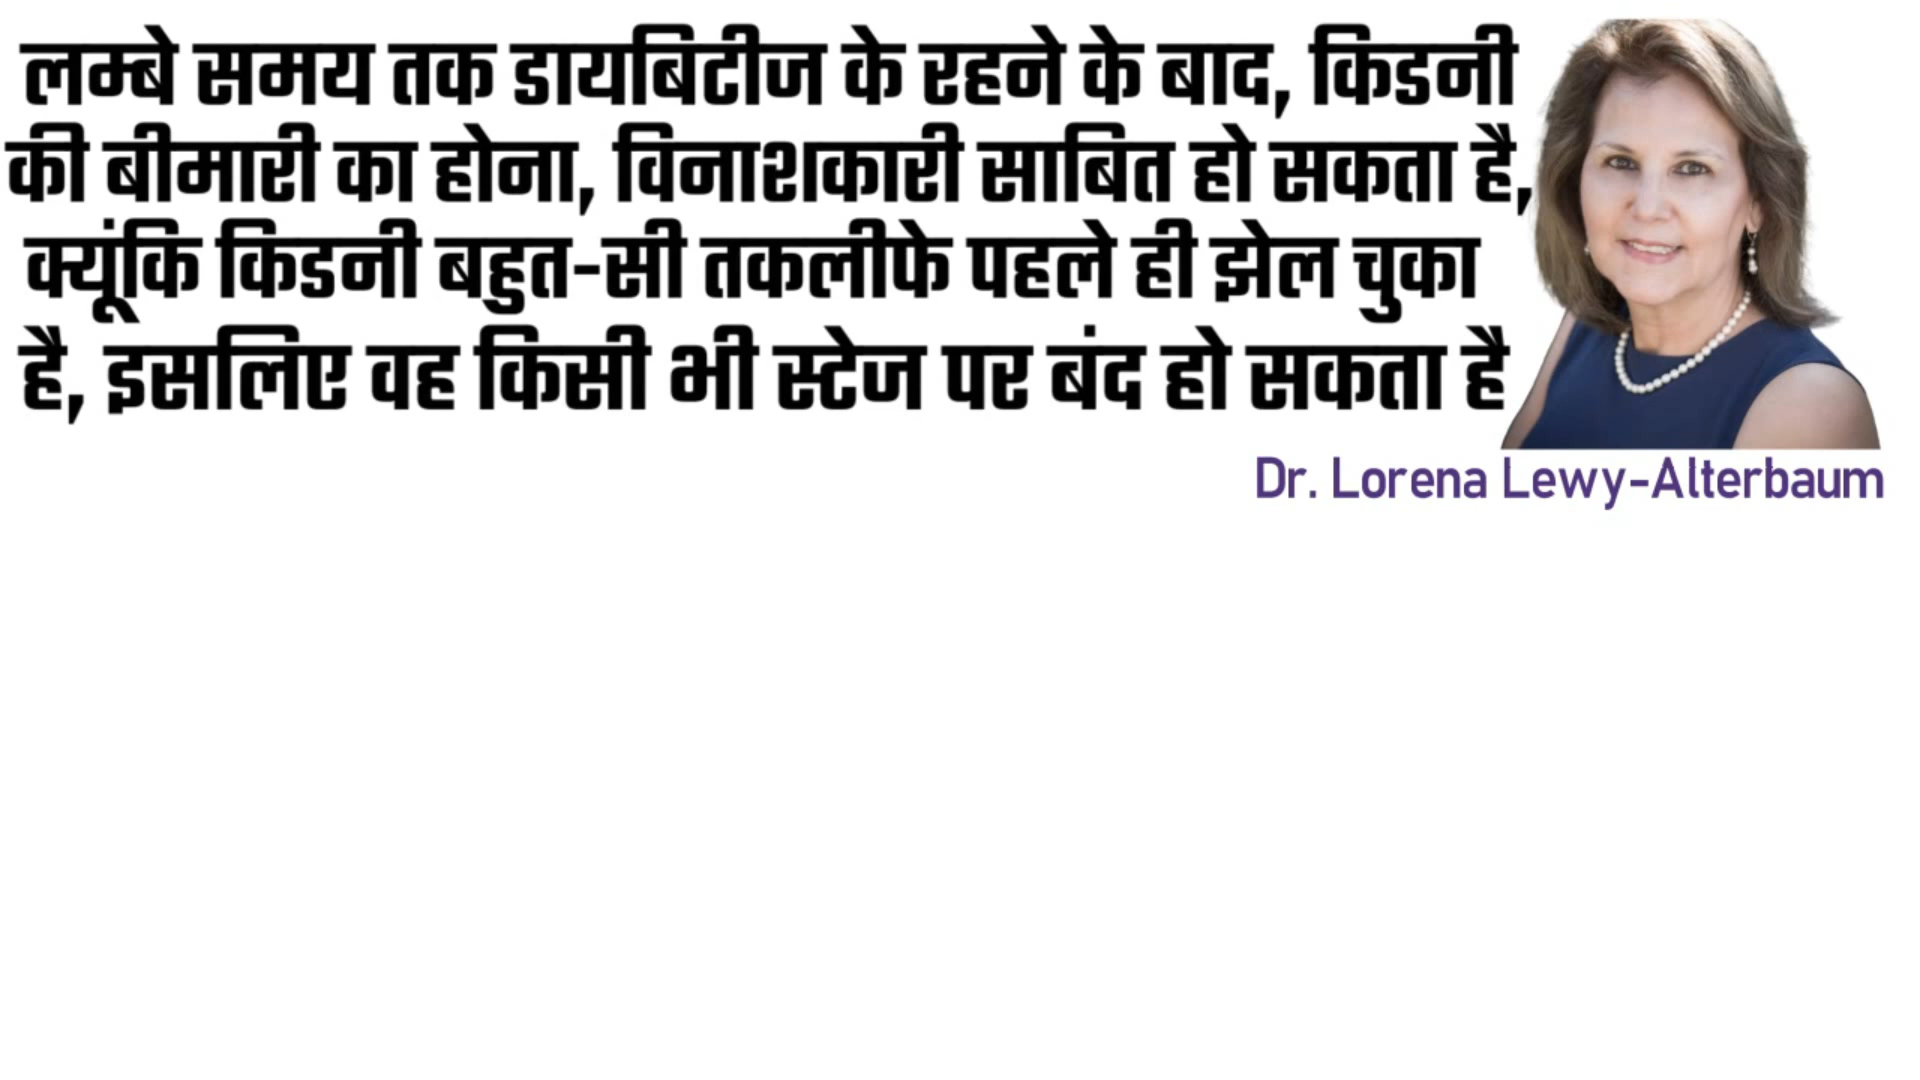 लम्बे समय तक डायबिटीज के रहने के बाद, किडनी
की बीमारी का होना, विनाशकारी साबित हो सकता है,
क्यूंकि किडनी बहुत-सी तकलीफे पहले ही झेल चुका
है, इसलिए वह किसी भी स्टेज पर बंद हो सकता है
Dr. Lorena Lewy-Alterbaum